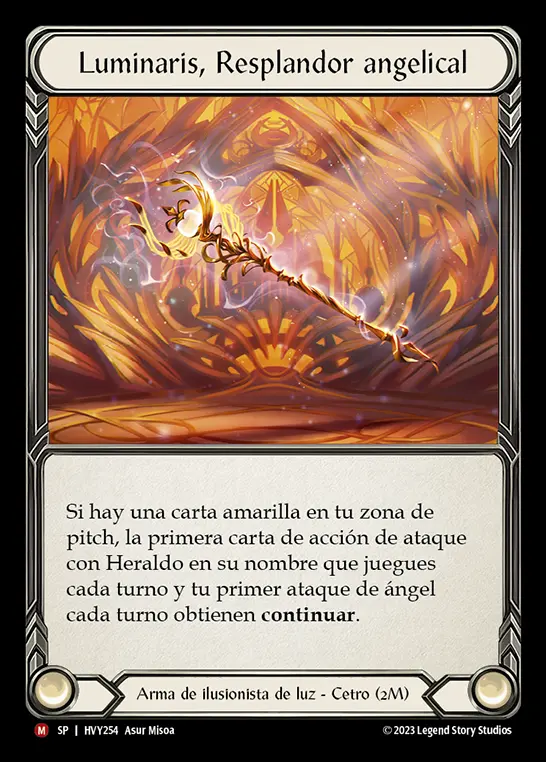 Luminaris, Resplandor angelical
Si hay una carta amarilla en tu zona de
pitch, la primera carta de acción de ataque
con Heraldo en su nombre que juegues
cada turno y tu primer ataque de ángel
cada turno obtienen continuar.
Arma de ilusionista de luz - Cetro (2M)
M SP | HVY254 Asur Misoa
© 2023 Legend Story Studios